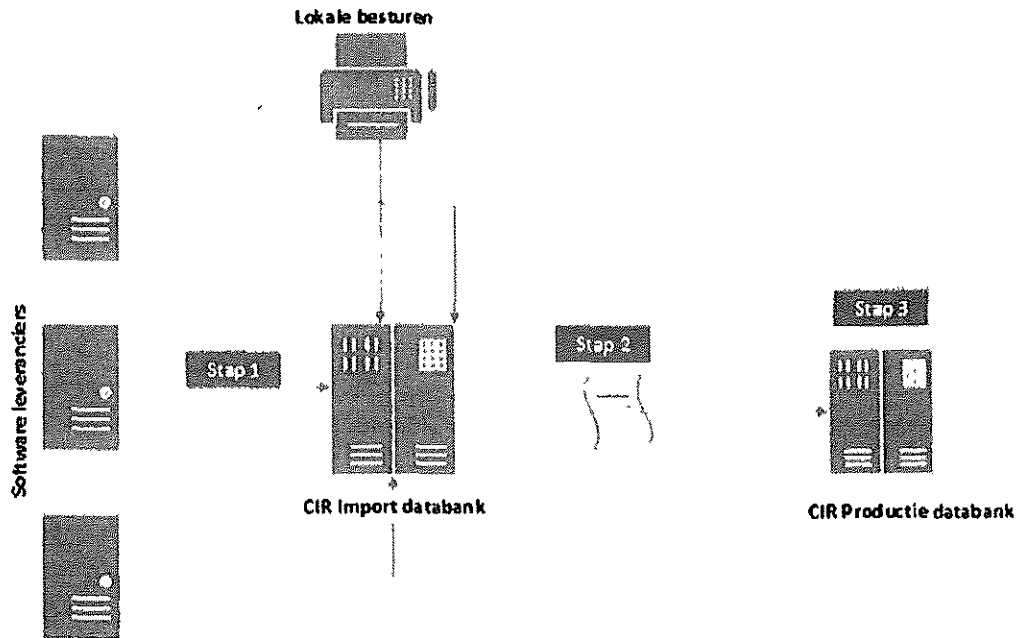 Lokale besturen
Software leveranciers
Stap 1
Stap 2
Stap 3
CIR Import databank
CIR Productie databank